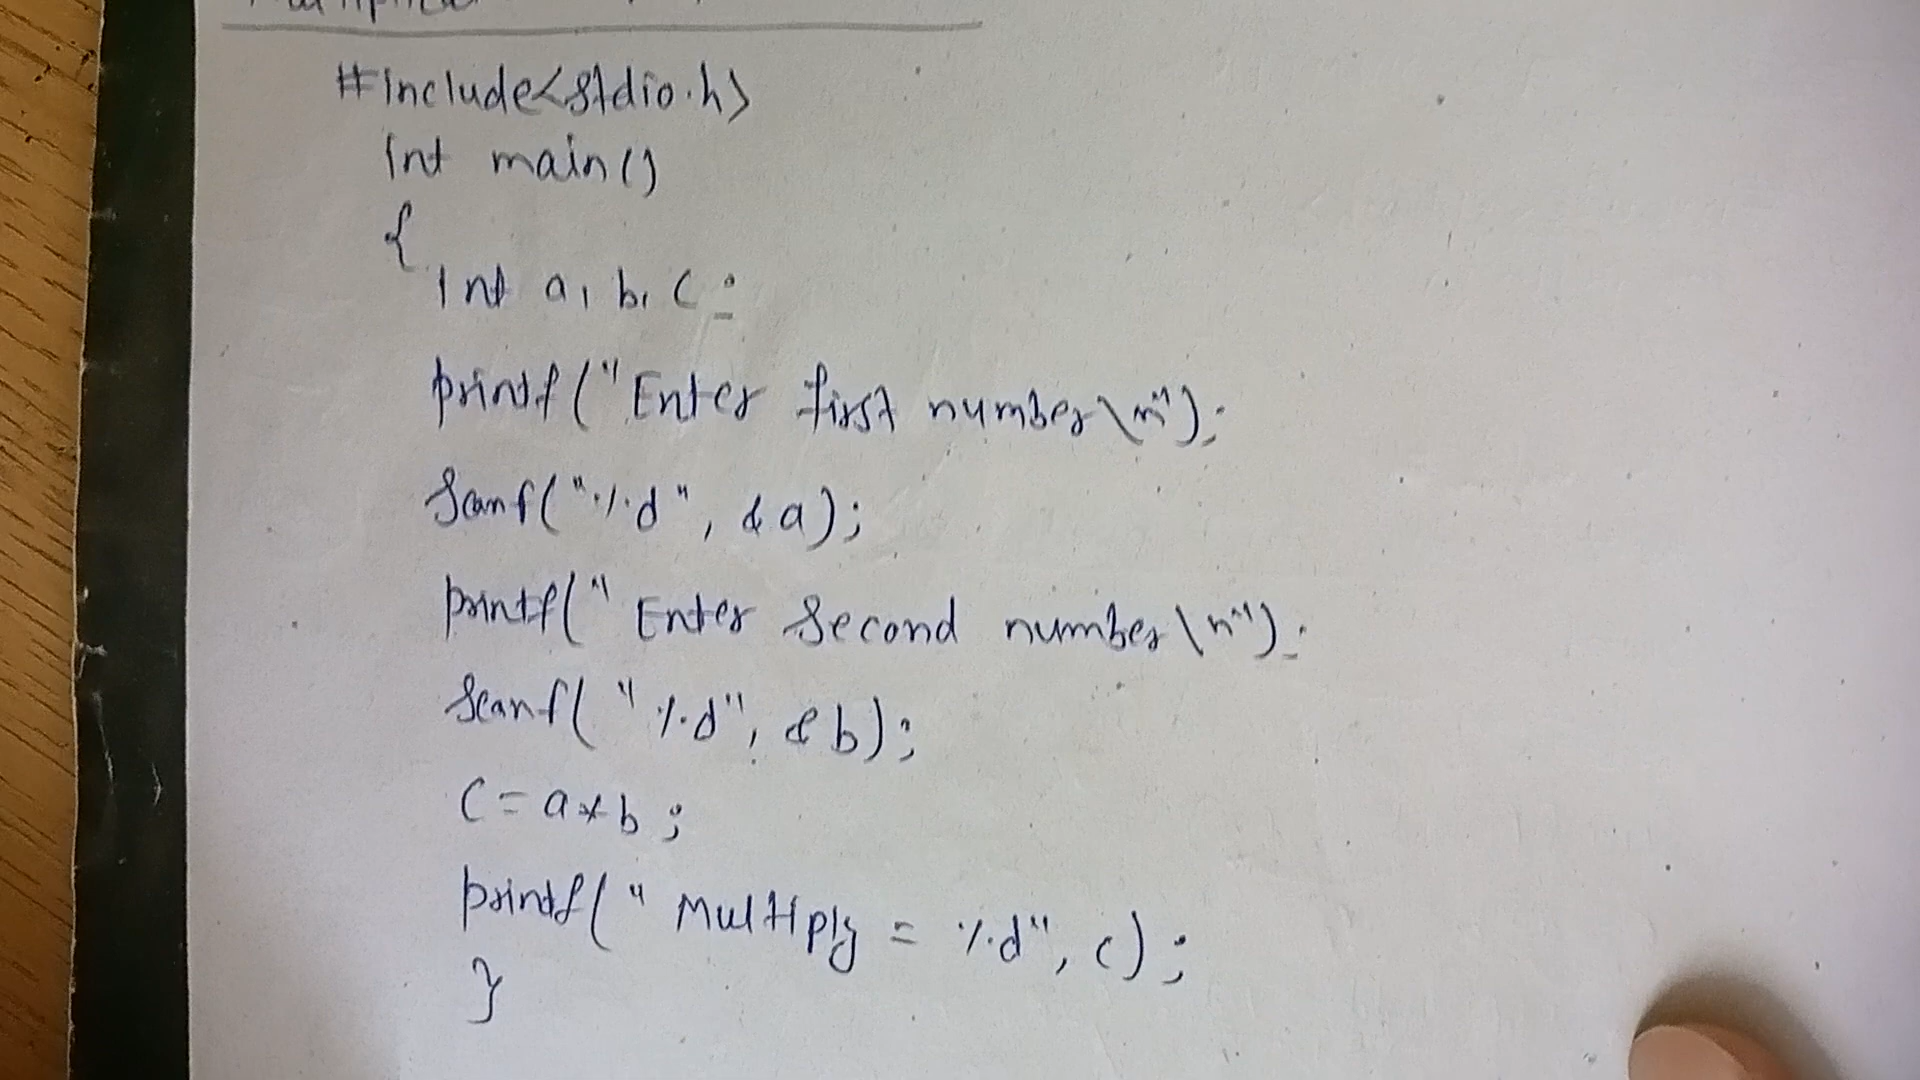 #include<stdio.h>
int main()
{
int a, b, c;
printf("Enter first number\n");
Scanf("%d", &a);
printf("Enter Second number\n");
Scanf("%d", &b);
c = a*b;
printf("Multiply = %d", c);
}